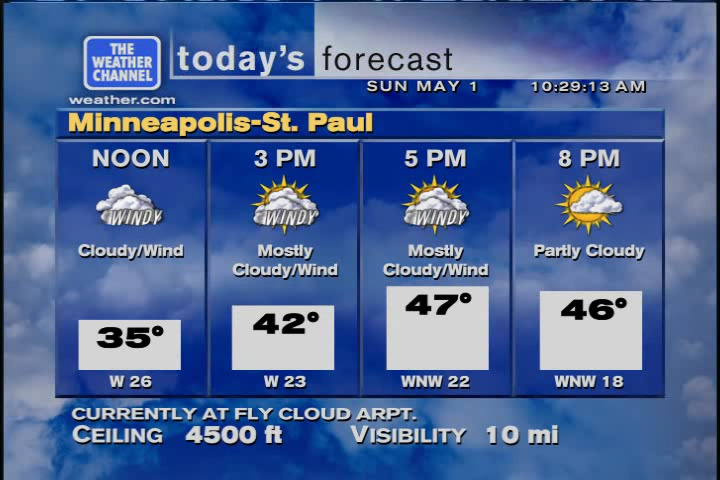 THE
WEATHER
CHANNEL
weather.com
today's forecast
SUN MAY 1 10:29:13 AM
Minneapolis-St. Paul
NOON 3 PM 5 PM 8 PM
WINDY WINDY WINDY
Cloudy/Wind Mostly Cloudy/Wind Mostly Cloudy/Wind Partly Cloudy
35° 42° 47° 46°
W 26 W 23 WNW 22 WNW 18
CURRENTLY AT FLY CLOUD ARPT.
CEILING 4500 ft VISIBILITY 10 mi